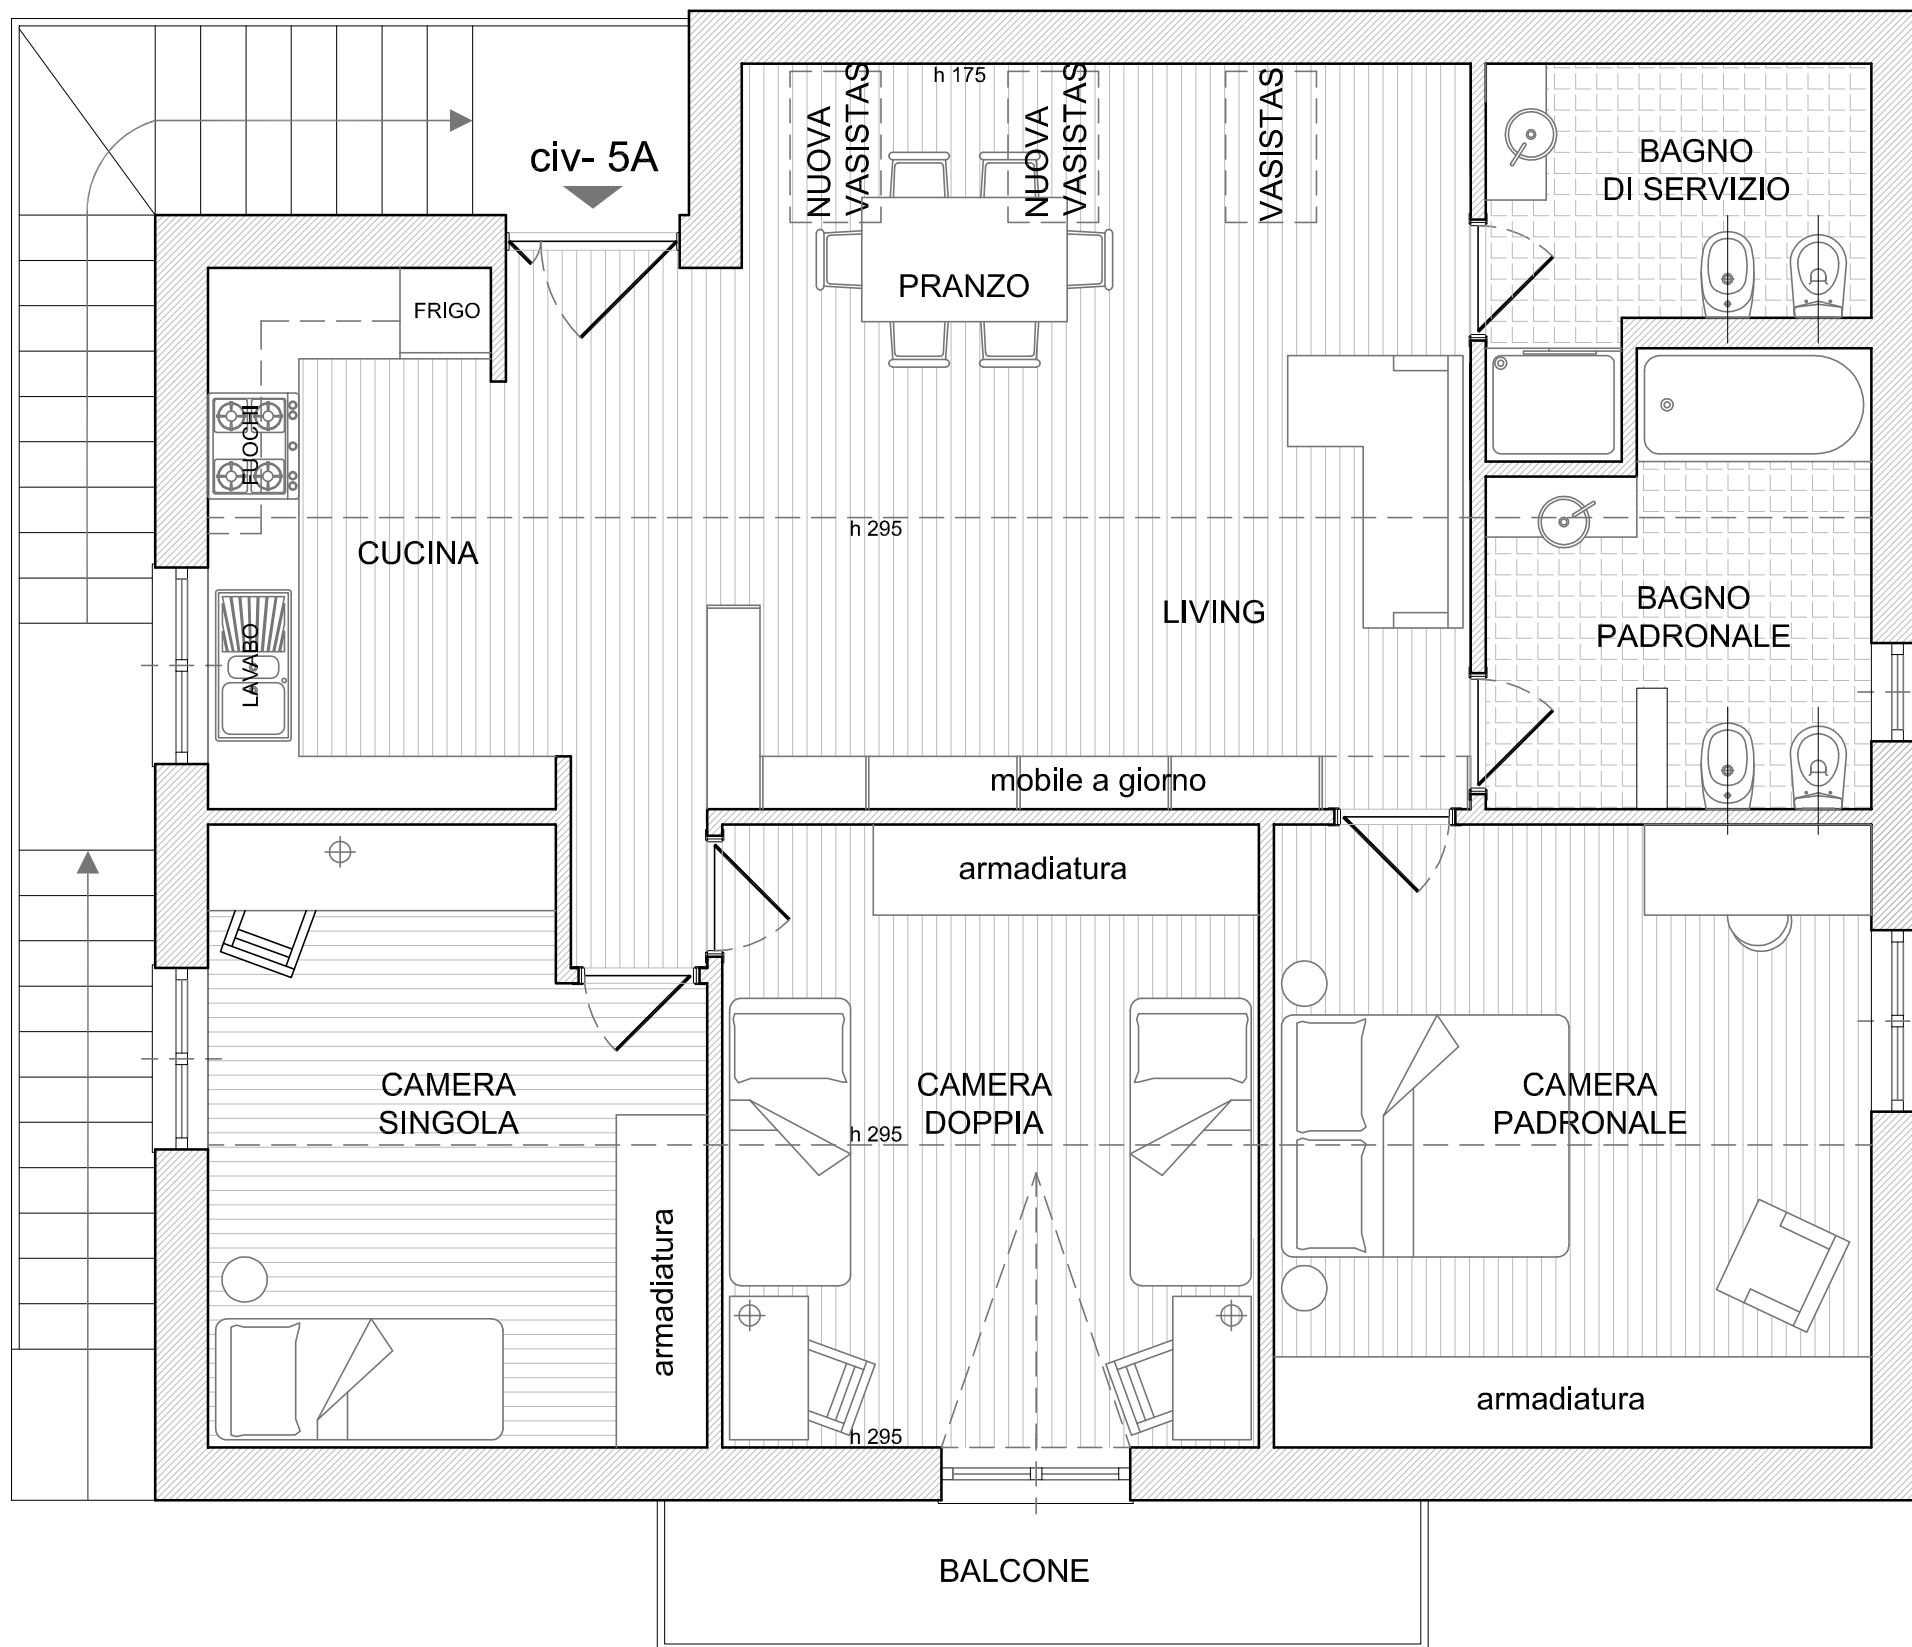 civ- 5A
NUOVA
VASISTAS
h 175
NUOVA
VASISTAS
VASISTAS
BAGNO
DI SERVIZIO
FRIGO
PRANZO
FUOCHI
h 295
CUCINA
LIVING
BAGNO
PADRONALE
LAVABO
mobile a giorno
armadiatura
CAMERA
SINGOLA
CAMERA
DOPPIA
CAMERA
PADRONALE
h 295
armadiatura
armadiatura
h 295
BALCONE